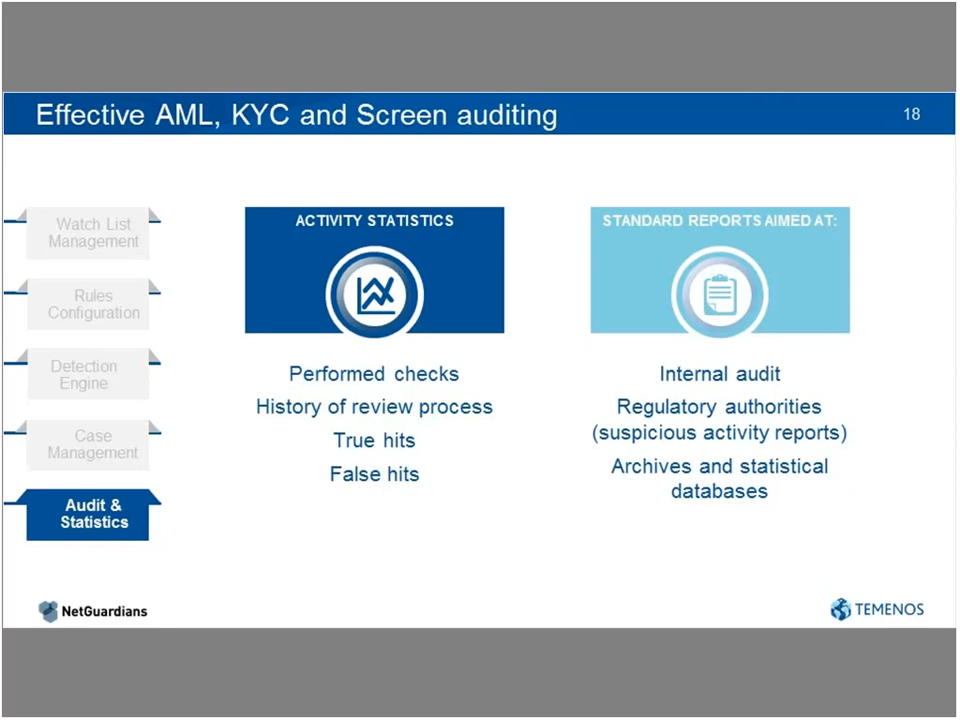 Effective AML, KYC and Screen auditing
18
Watch List
Management
Rules
Configuration
Detection
Engine
Case
Management
Audit &
Statistics
ACTIVITY STATISTICS
Performed checks
History of review process
True hits
False hits
STANDARD REPORTS AIMED AT:
Internal audit
Regulatory authorities
(suspicious activity reports)
Archives and statistical
databases
NetGuardians
TEMENOS